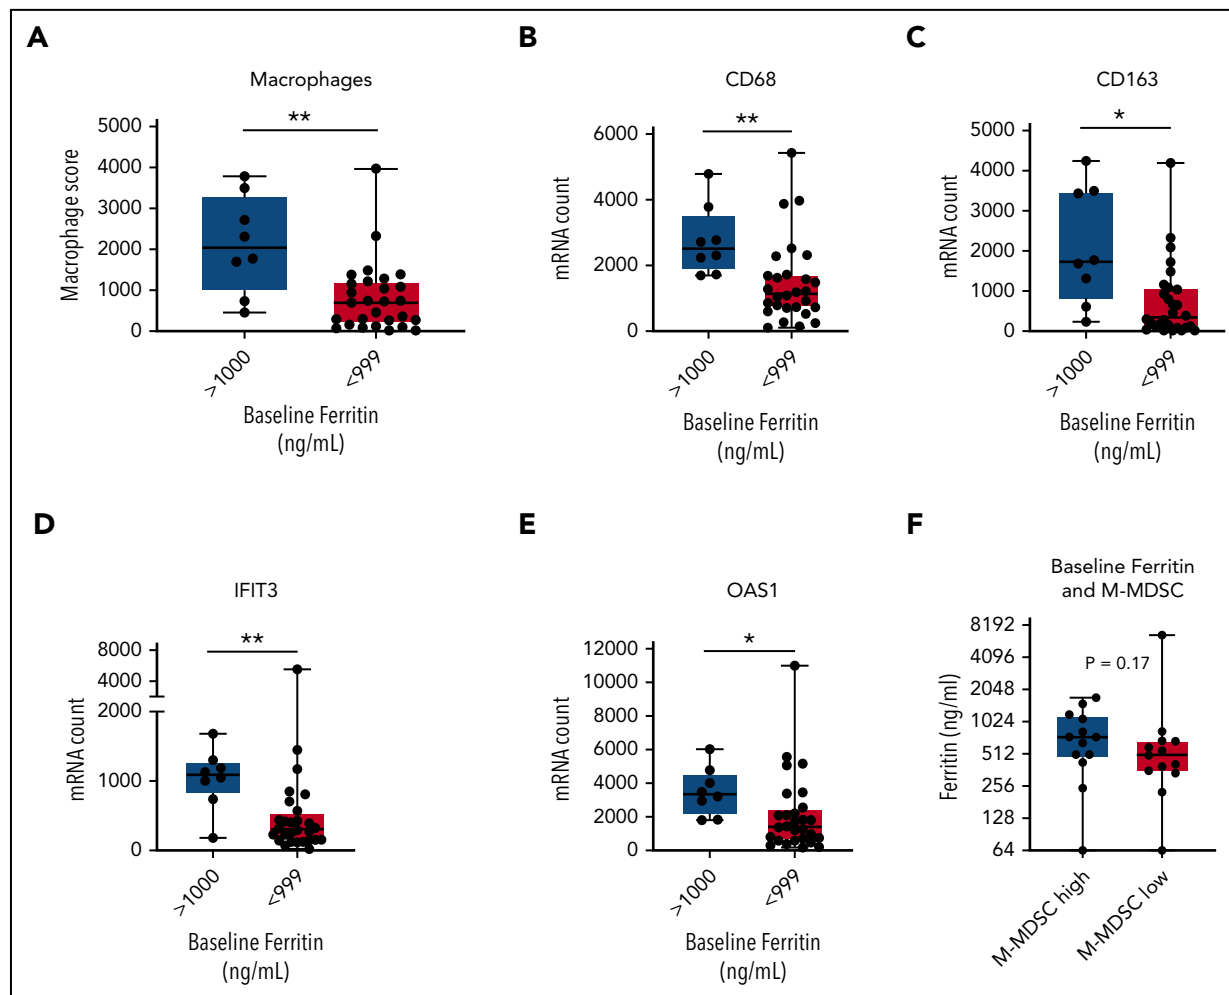 A
Macrophages
**
5000
4000
3000
2000
1000
0
Macrophage score
>1000
<999
Baseline Ferritin
(ng/mL)
B
CD68
**
6000
4000
2000
0
mRNA count
>1000
<999
Baseline Ferritin
(ng/mL)
C
CD163
*
5000
4000
3000
2000
1000
0
mRNA count
>1000
<999
Baseline Ferritin
(ng/mL)
D
IFIT3
**
8000
6000
4000
2000
1000
0
mRNA count
>1000
<999
Baseline Ferritin
(ng/mL)
E
OAS1
*
12000
10000
8000
6000
4000
2000
0
mRNA count
>1000
<999
Baseline Ferritin
(ng/mL)
F
Baseline Ferritin
and M-MDSC
P = 0.17
8192
4096
2048
1024
512
256
128
64
Ferritin (ng/ml)
M-MDSC high
M-MDSC low